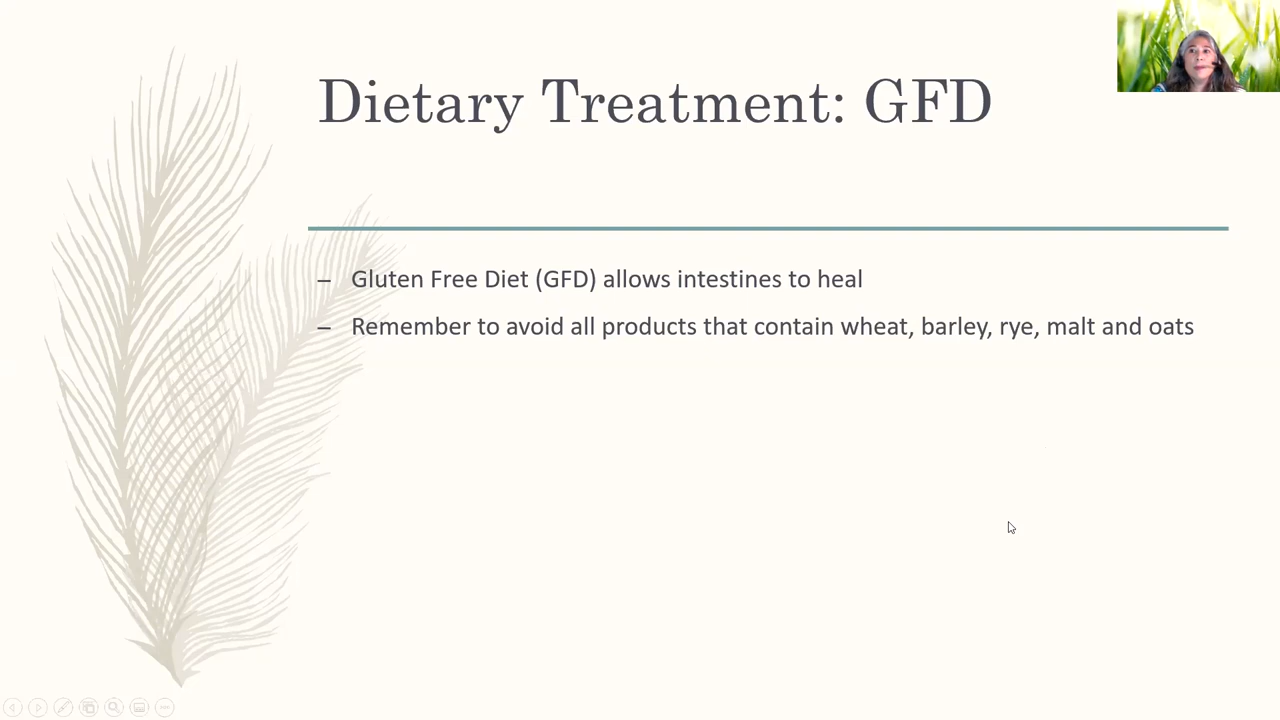 Dietary Treatment: GFD
– Gluten Free Diet (GFD) allows intestines to heal
– Remember to avoid all products that contain wheat, barley, rye, malt and oats